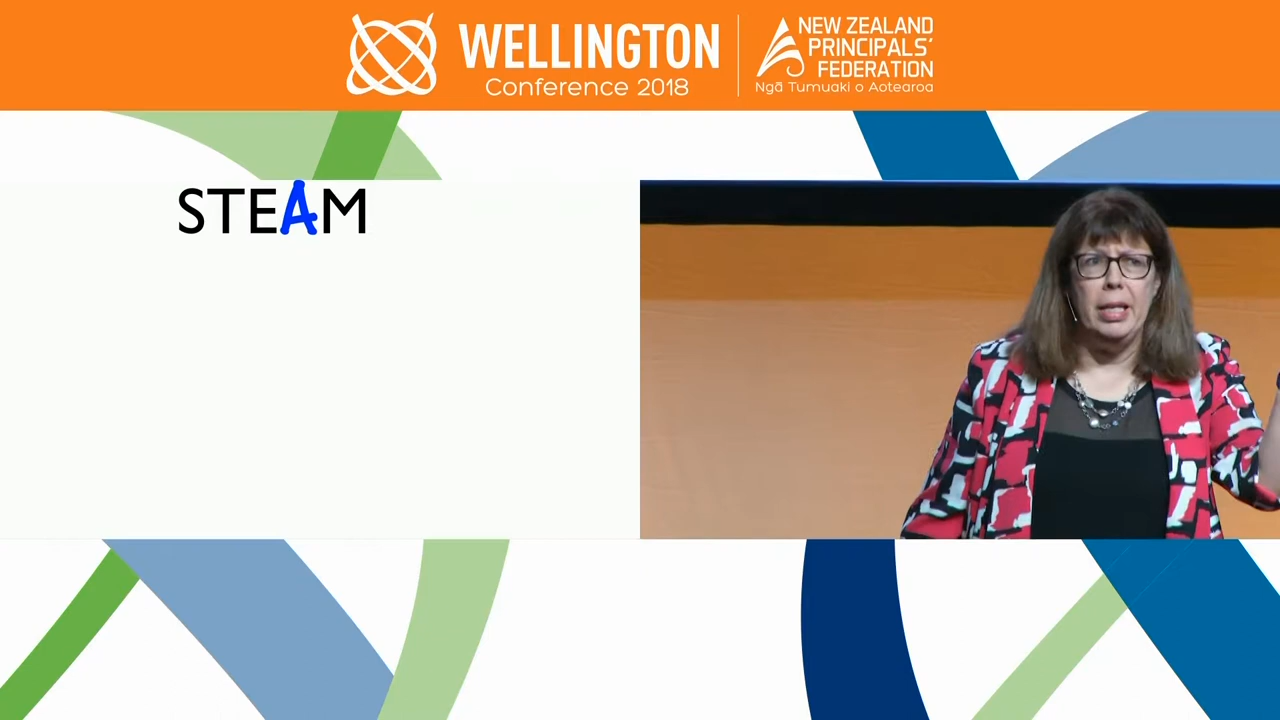 WELLINGTON
Conference 2018
NEW ZEALAND
PRINCIPALS'
FEDERATION
Ngā Tumuaki o Aotearoa
STEAM